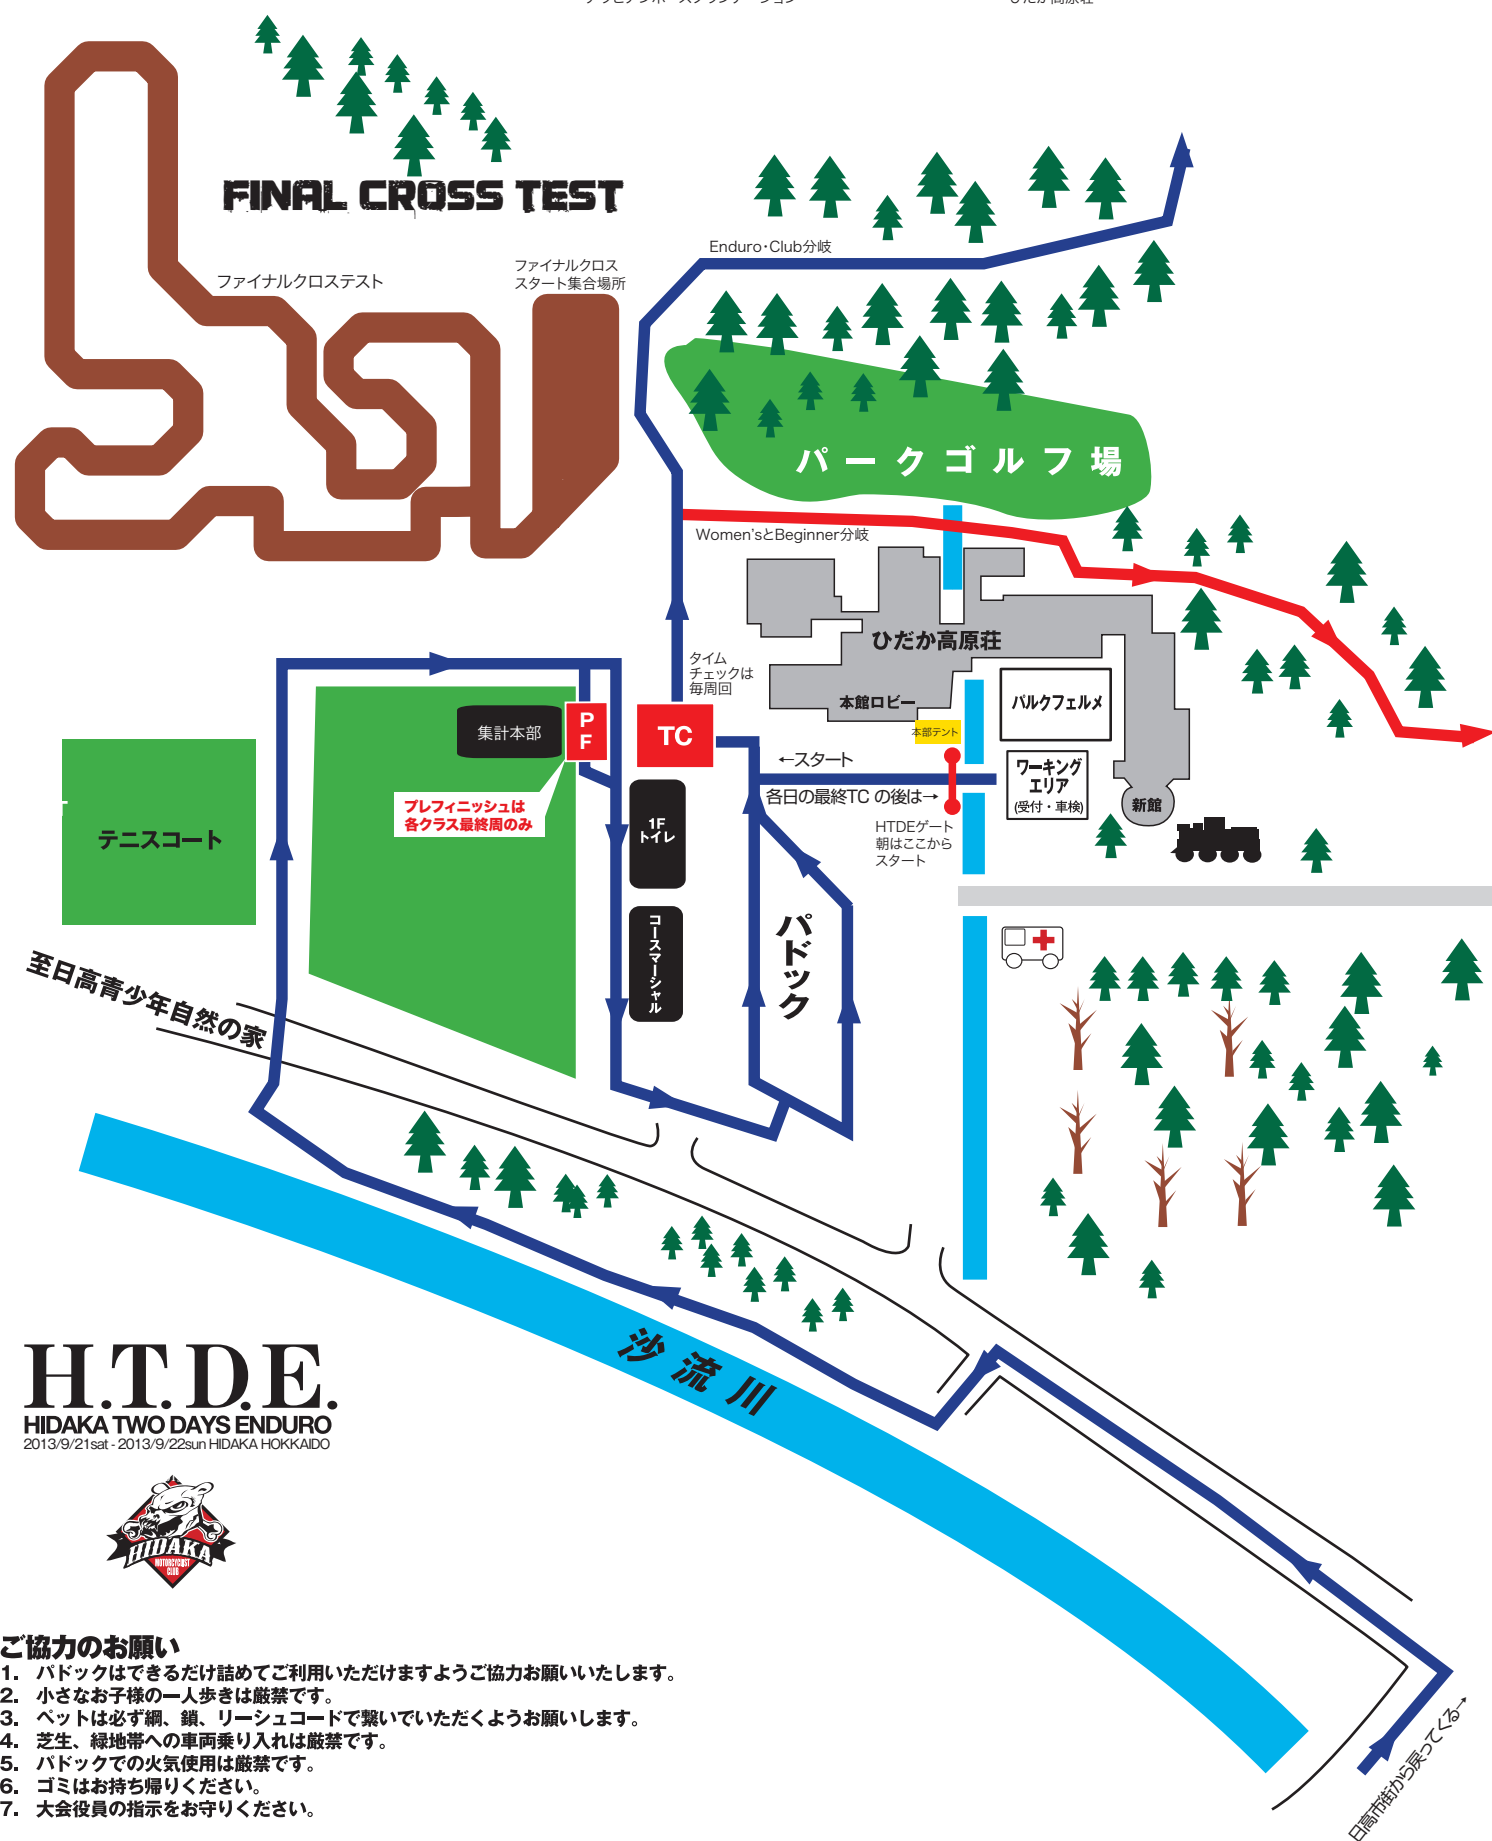 ひだか高原荘
FINAL CROSS TEST
Enduro・Club分岐
ファイナルクロステスト
ファイナルクロス
スタート集合場所
パークゴルフ場
Women'sとBeginner分岐
ひだか高原荘
タイム
チェックは
毎周回
本館ロビー
パルクフェルメ
P
F
集計本部
TC
本部テント
←スタート
ワーキング
エリア
(受付・車検)
各日の最終TC の後は→
新館
プレフィニッシュは
各クラス最終周のみ
1F
トイレ
HTDEゲート
朝はここから
スタート
テニスコート
コースマーシャル
パドック
至日高青少年自然の家
沙流川
H.T.D.E.
HIDAKA TWO DAYS ENDURO
2013/9/21sat - 2013/9/22sun HIDAKA HOKKAIDO
HIDAKA
MOTORCYCLIST
CLUB
日高市街から戻ってくる→
ご協力のお願い
1. パドックはできるだけ詰めてご利用いただけますようご協力お願いいたします。
2. 小さなお子様の一人歩きは厳禁です。
3. ペットは必ず綱、鎖、リーシュコードで繋いでいただくようお願いします。
4. 芝生、緑地帯への車両乗り入れは厳禁です。
5. パドックでの火気使用は厳禁です。
6. ゴミはお持ち帰りください。
7. 大会役員の指示をお守りください。